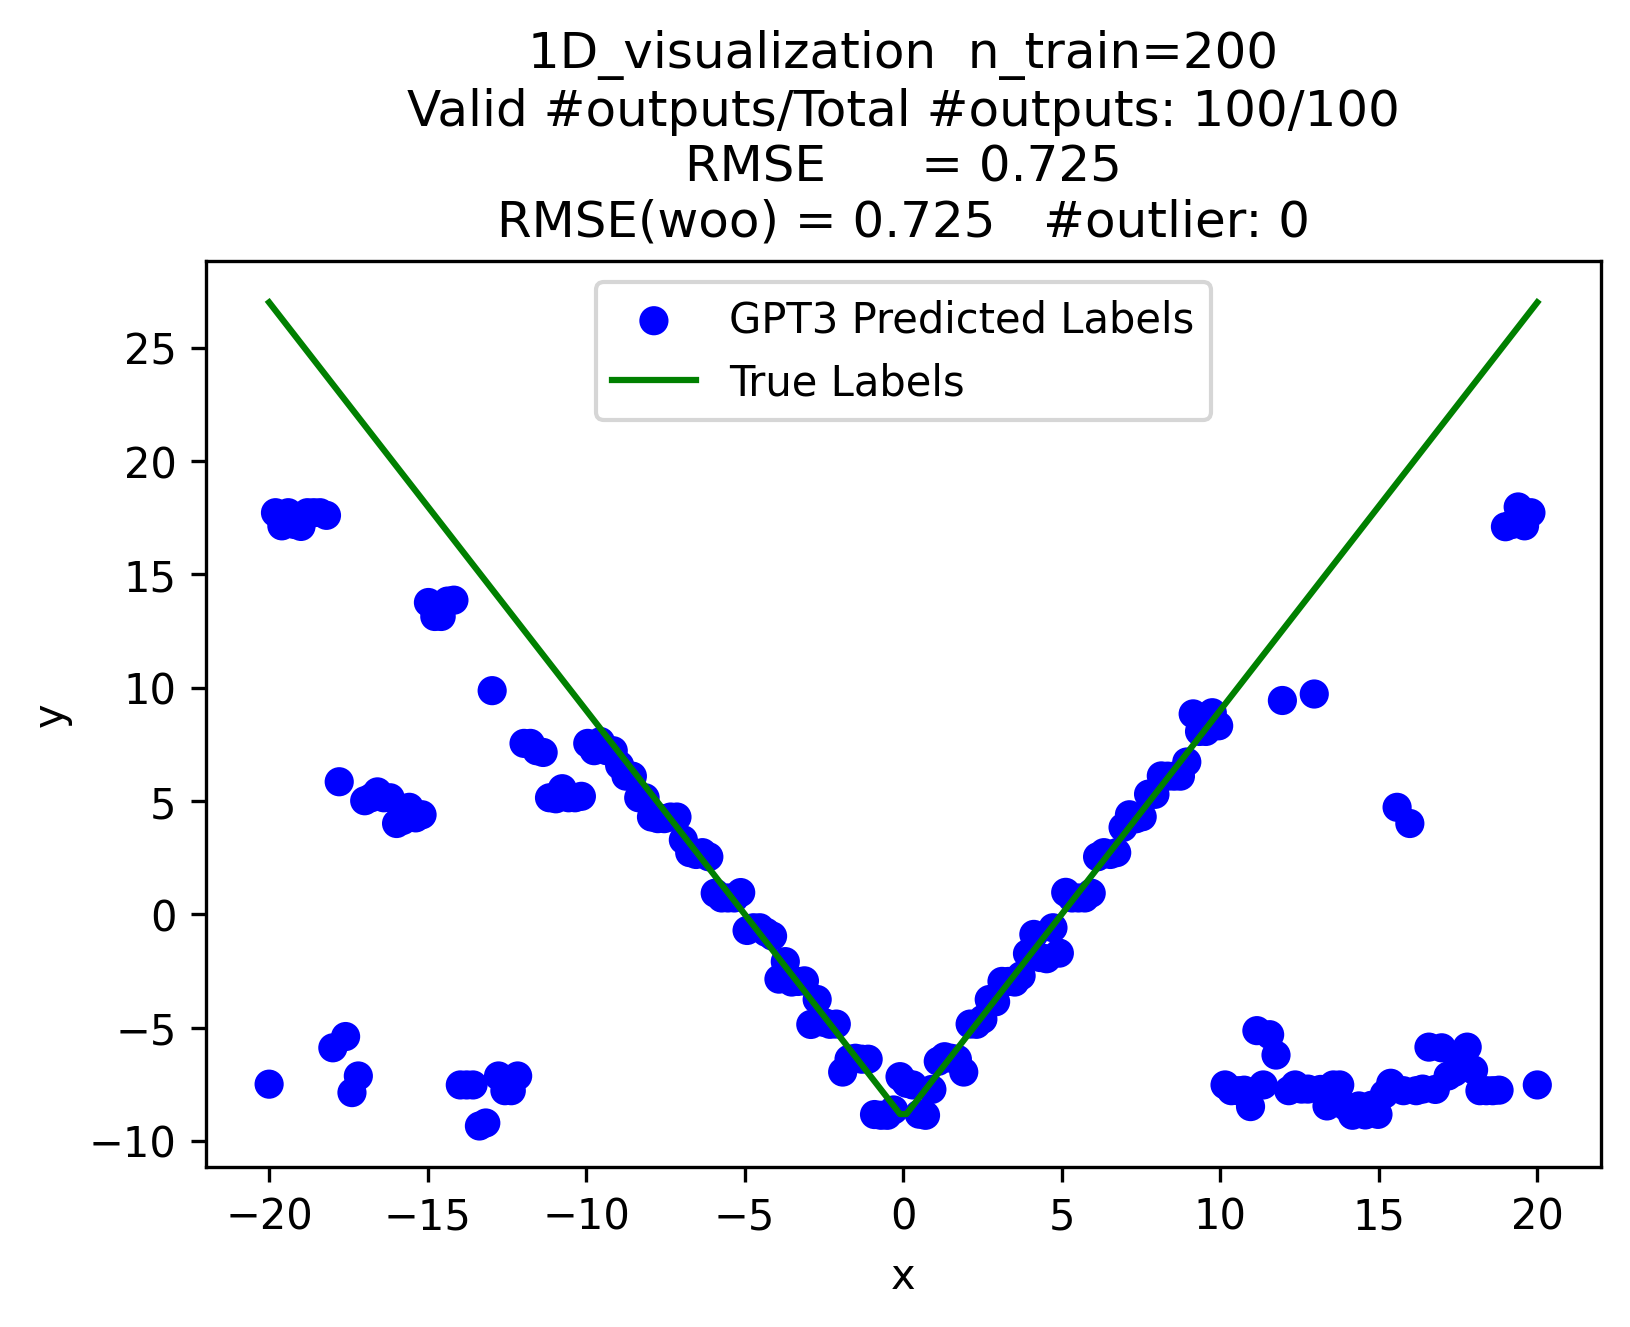 1D_visualization  n_train=200
Valid #outputs/Total #outputs: 100/100
RMSE      = 0.725
RMSE(woo) = 0.725   #outlier: 0
GPT3 Predicted Labels
True Labels
25
20
15
10
5
0
−5
−10
y
−20 −15 −10 −5 0 5 10 15 20
x